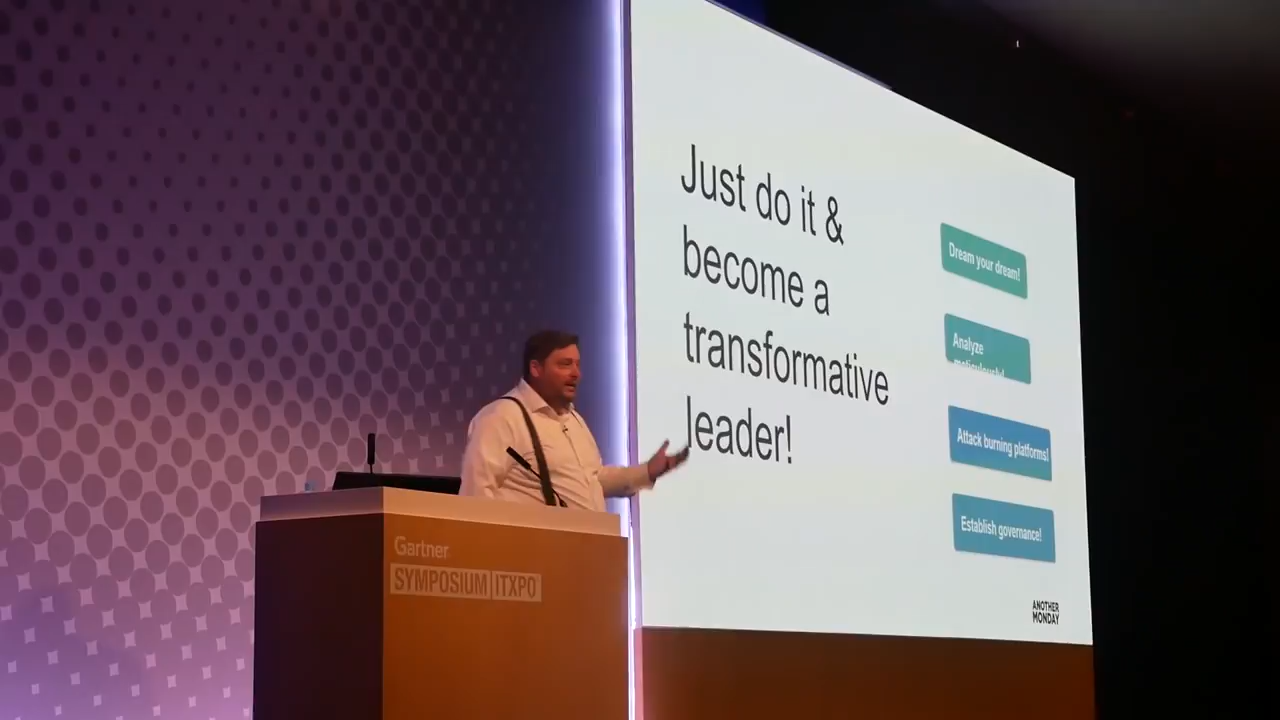 Just do it &
become a
transformative
leader!
Dream your dream!
Analyze
meticulously!
Attack burning platforms!
Establish governance!
ANOTHER
MONDAY
Gartner
SYMPOSIUM|ITXPO